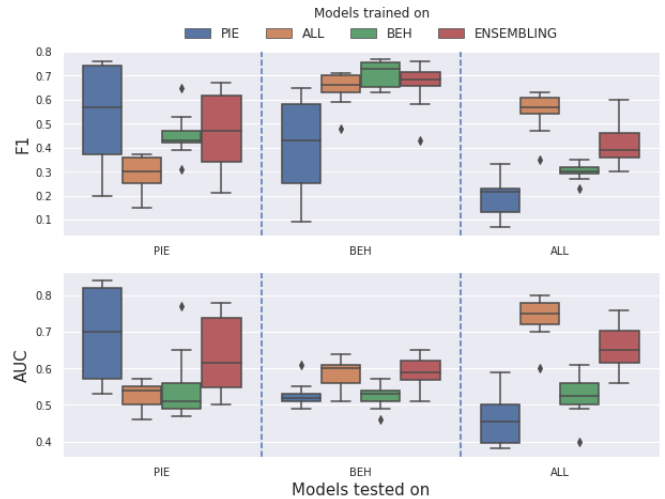 Models trained on
PIE ALL BEH ENSEMBLING
F1
0.8
0.7
0.6
0.5
0.4
0.3
0.2
0.1
PIE BEH ALL
AUC
0.8
0.7
0.6
0.5
0.4
PIE BEH ALL
Models tested on